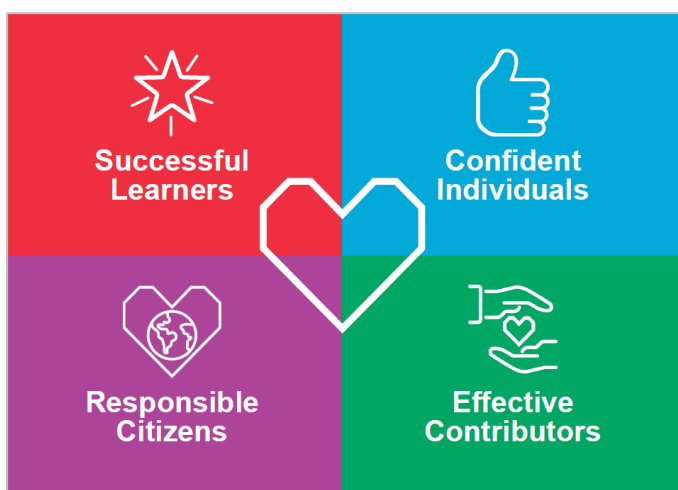 Successful
Learners
Confident
Individuals
Responsible
Citizens
Effective
Contributors